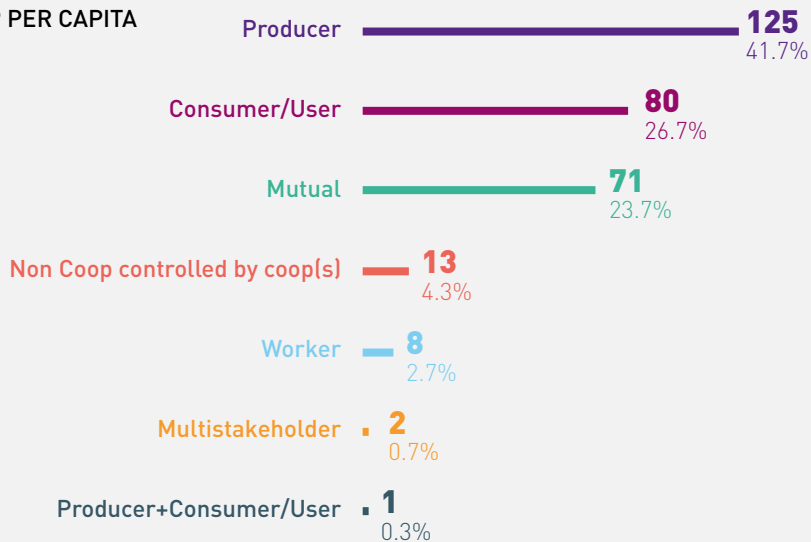 PER CAPITA
Producer
125
41.7%
Consumer/User
80
26.7%
Mutual
71
23.7%
Non Coop controlled by coop(s)
13
4.3%
Worker
8
2.7%
Multistakeholder
2
0.7%
Producer+Consumer/User
1
0.3%